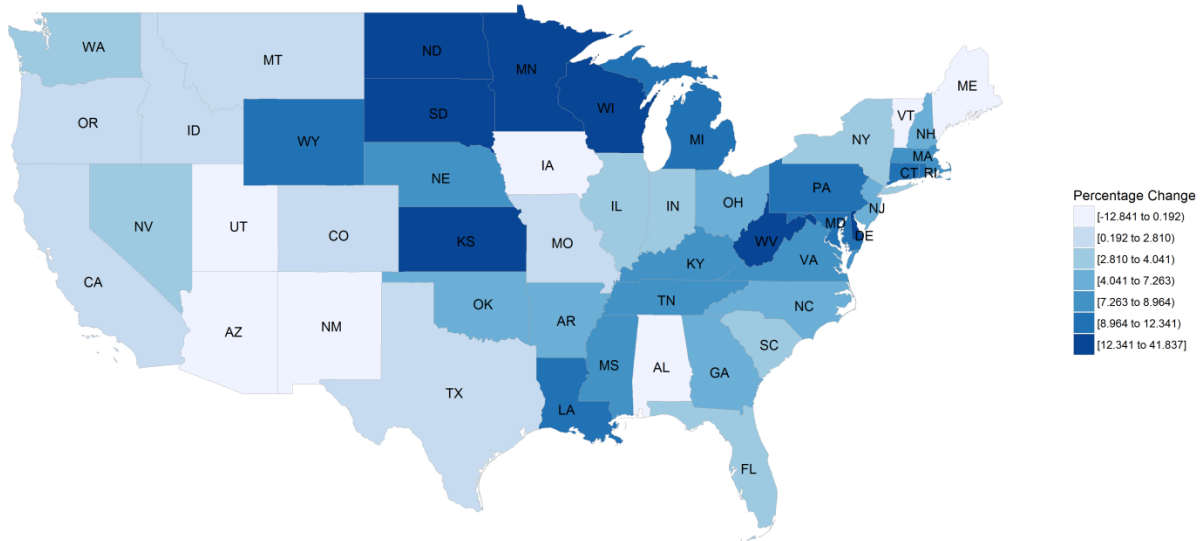 WA
MT
ND
MN
ME
OR
ID
SD
WI
VT
NH
WY
MI
NY
MA
CT
RI
IA
NE
PA
NV
UT
CO
IL
IN
OH
NJ
MD
DE
KS
MO
WV
CA
KY
VA
OK
TN
NC
AZ
NM
AR
SC
TX
MS
AL
GA
LA
FL
Percentage Change
[-12.841 to 0.192)
[0.192 to 2.810)
[2.810 to 4.041)
[4.041 to 7.263)
[7.263 to 8.964)
[8.964 to 12.341)
[12.341 to 41.837]